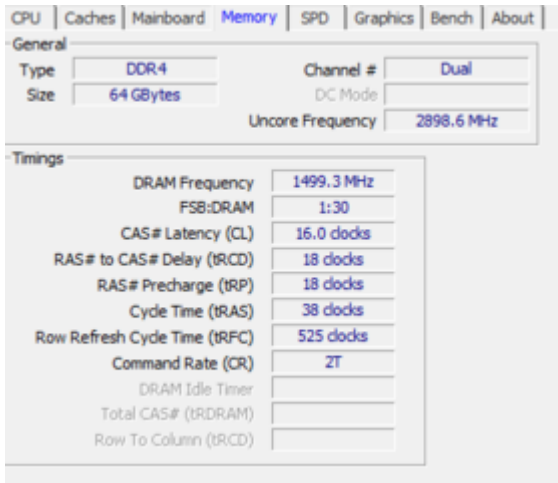 CPU Caches Mainboard Memory SPD Graphics Bench About
General
Type DDR4 Channel # Dual
Size 64 GBytes DC Mode
Uncore Frequency 2898.6 MHz
Timings
DRAM Frequency 1499.3 MHz
FSB:DRAM 1:30
CAS# Latency (CL) 16.0 clocks
RAS# to CAS# Delay (tRCD) 18 clocks
RAS# Precharge (tRP) 18 clocks
Cycle Time (tRAS) 38 clocks
Row Refresh Cycle Time (tRFC) 525 clocks
Command Rate (CR) 2T
DRAM Idle Timer
Total CAS# (tRDRAM)
Row To Column (tRCD)